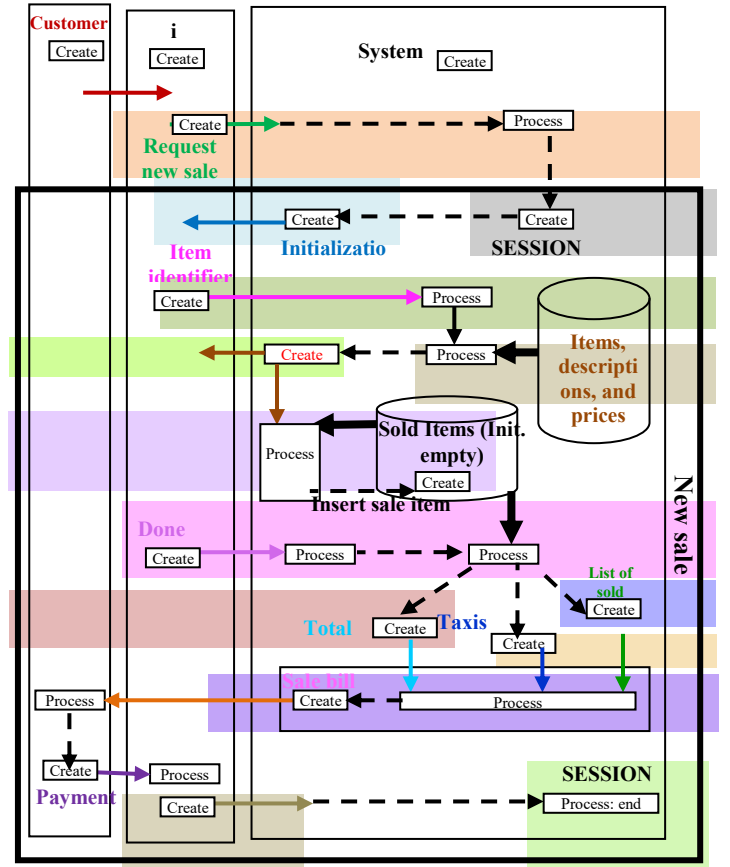 Customer
Create
i
Create
System
Create
Create
Process
Request
new sale
Create
Create
Initializatio
SESSION
Item
identifier
Create
Process
Create
Process
Items,
descripti
ons, and
prices
Process
Sold Items (Init.
empty)
Create
Insert sale item
New sale
Done
Create
Process
Process
List of
sold
Create
Total
Create
Taxis
Create
Sale bill
Process
Create
Process
Create
Process
Payment
Create
SESSION
Process: end